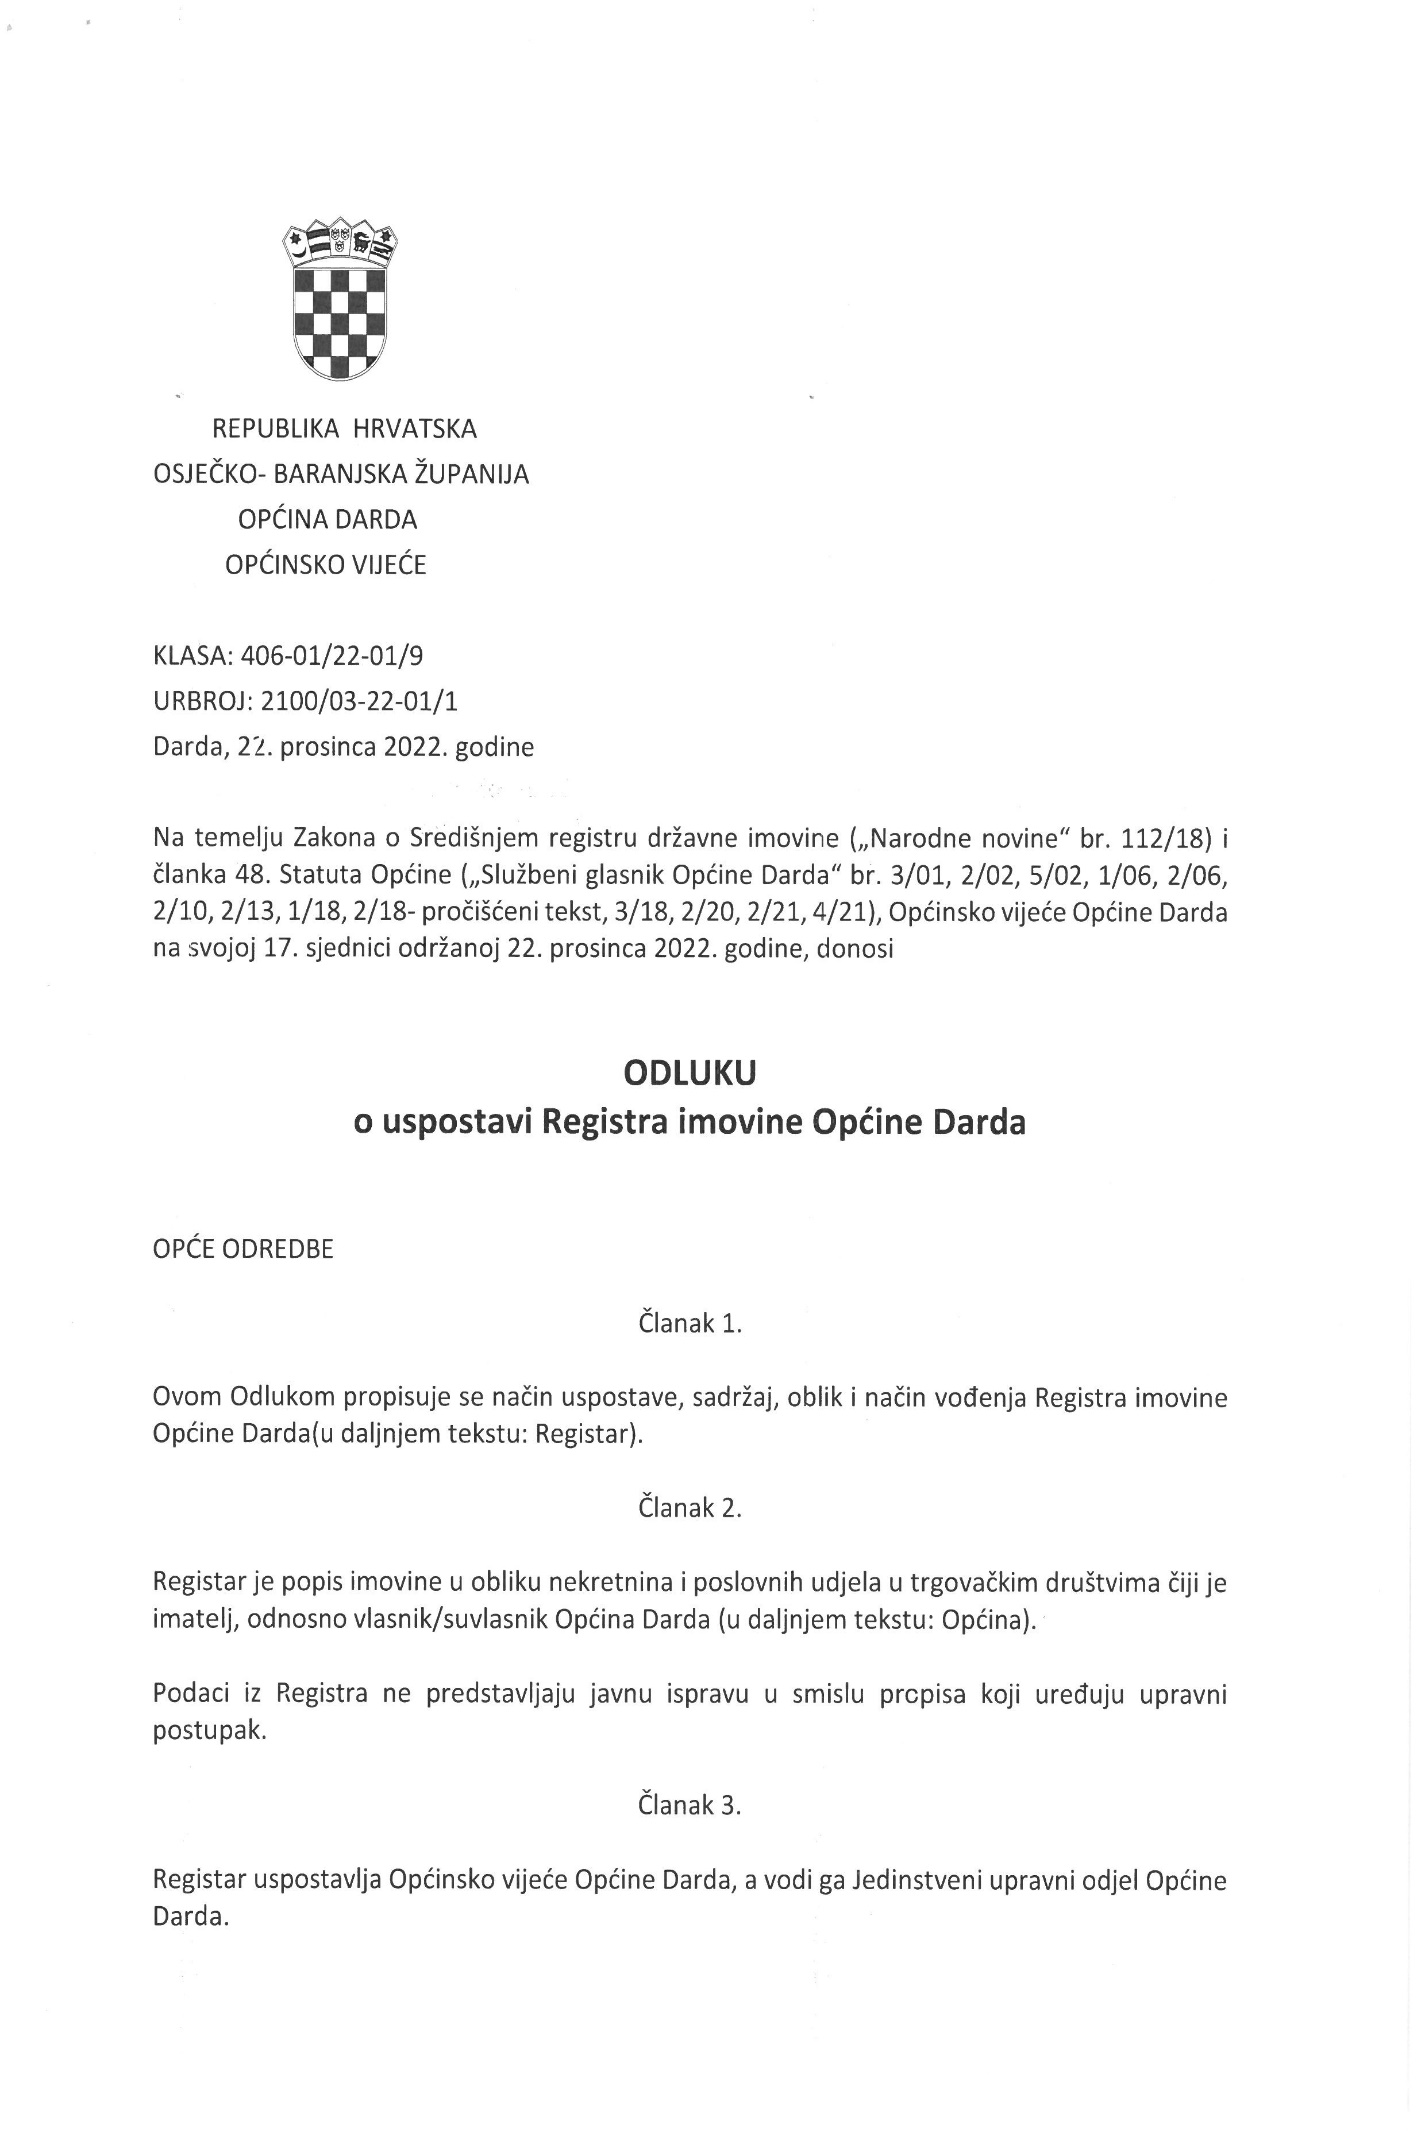 REPUBLIKA HRVATSKA
OSJEČKO- BARANJSKA ŽUPANIJA
OPĆINA DARDA
OPĆINSKO VIJEĆE
KLASA: 406-01/22-01/9
URBROJ: 2100/03-22-01/1
Darda, 22. prosinca 2022. godine
Na temelju Zakona o Središnjem registru državne imovine („Narodne novine“ br. 112/18) i
članka 48. Statuta Općine („Službeni glasnik Općine Darda“ br. 3/01, 2/02, 5/02, 1/06, 2/06,
2/10, 2/13, 1/18, 2/18- pročišćeni tekst, 3/18, 2/20, 2/21, 4/21), Općinsko vijeće Općine Darda
na svojoj 17. sjednici održanoj 22. prosinca 2022. godine, donosi
ODLUKU
o uspostavi Registra imovine Općine Darda
OPĆE ODREDBE
Članak 1.
Ovom Odlukom propisuje se način uspostave, sadržaj, oblik i način vođenja Registra imovine
Općine Darda(u daljnjem tekstu: Registar).
Članak 2.
Registar je popis imovine u obliku nekretnina i poslovnih udjela u trgovačkim društvima čiji je
imatelj, odnosno vlasnik/suvlasnik Općina Darda (u daljnjem tekstu: Općina).
Podaci iz Registra ne predstavljaju javnu ispravu u smislu propisa koji uređuju upravni
postupak.
Članak 3.
Registar uspostavlja Općinsko vijeće Općine Darda, a vodi ga Jedinstveni upravni odjel Općine
Darda.